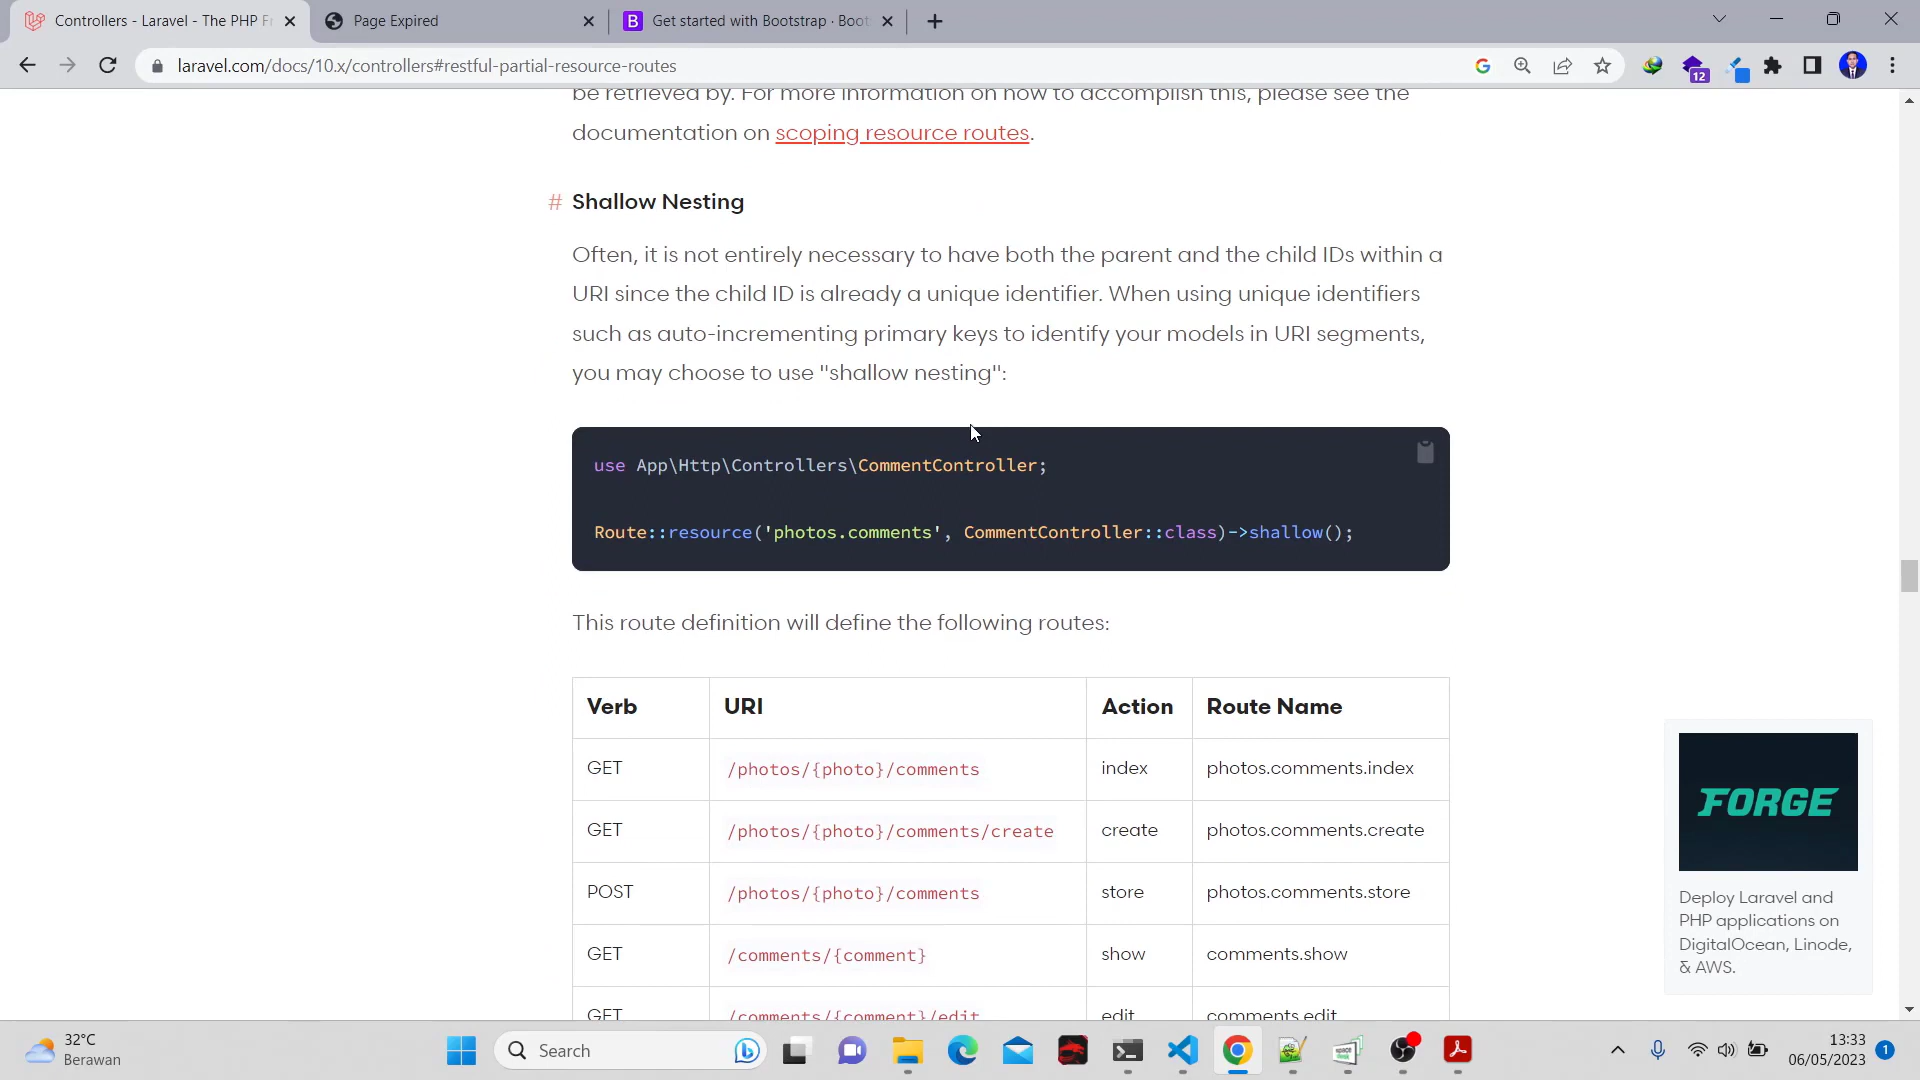 Controllers - Laravel - The PHP Fr
Page Expired
Get started with Bootstrap · Boot
laravel.com/docs/10.x/controllers#restful-partial-resource-routes
12
be retrieved by. For more information on how to accomplish this, please see the
documentation on scoping resource routes.
# Shallow Nesting
Often, it is not entirely necessary to have both the parent and the child IDs within a
URI since the child ID is already a unique identifier. When using unique identifiers
such as auto-incrementing primary keys to identify your models in URI segments,
you may choose to use "shallow nesting":
use App\Http\Controllers\CommentController;
Route::resource('photos.comments', CommentController::class)->shallow();
This route definition will define the following routes:
Verb URI Action Route Name
GET /photos/{photo}/comments index photos.comments.index
GET /photos/{photo}/comments/create create photos.comments.create
POST /photos/{photo}/comments store photos.comments.store
GET /comments/{comment} show comments.show
GET /comments/{comment}/edit edit comments.edit
FORGE
Deploy Laravel and
PHP applications on
DigitalOcean, Linode,
& AWS.
32°C
Berawan
Search
13:33
06/05/2023
1